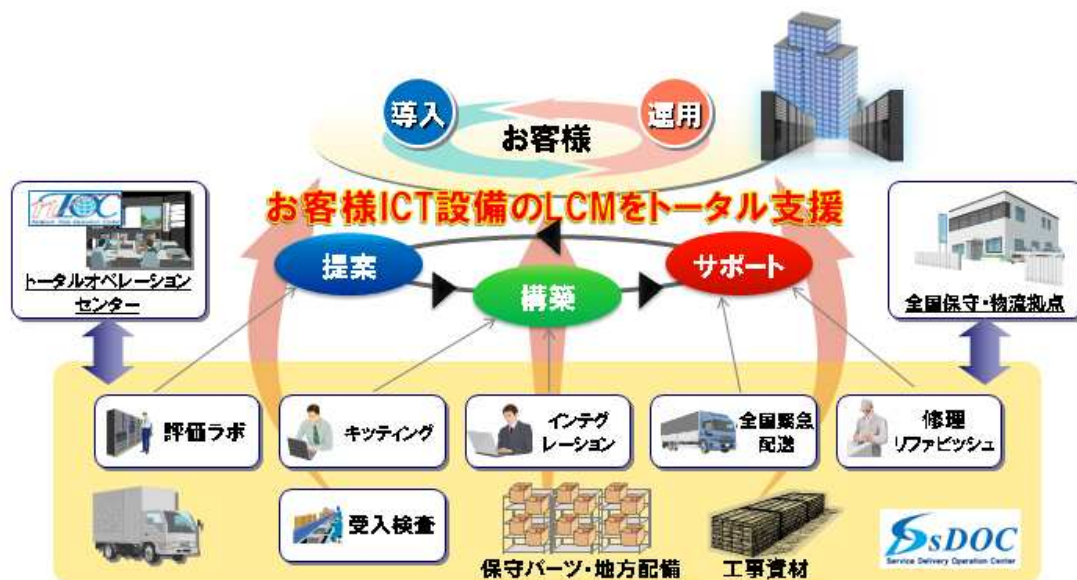 導入
運用
お客様
お客様ICT設備のLCMをトータル支援
提案
サポート
構築
トータルオペレーション
センター
全国保守・物流拠点
評価ラボ
キッティング
インテグ
レーション
全国緊急
配送
修理
リファビッシュ
受入検査
保守パーツ・地方配備
工事資材
SsDOC
Service Delivery Operation Center